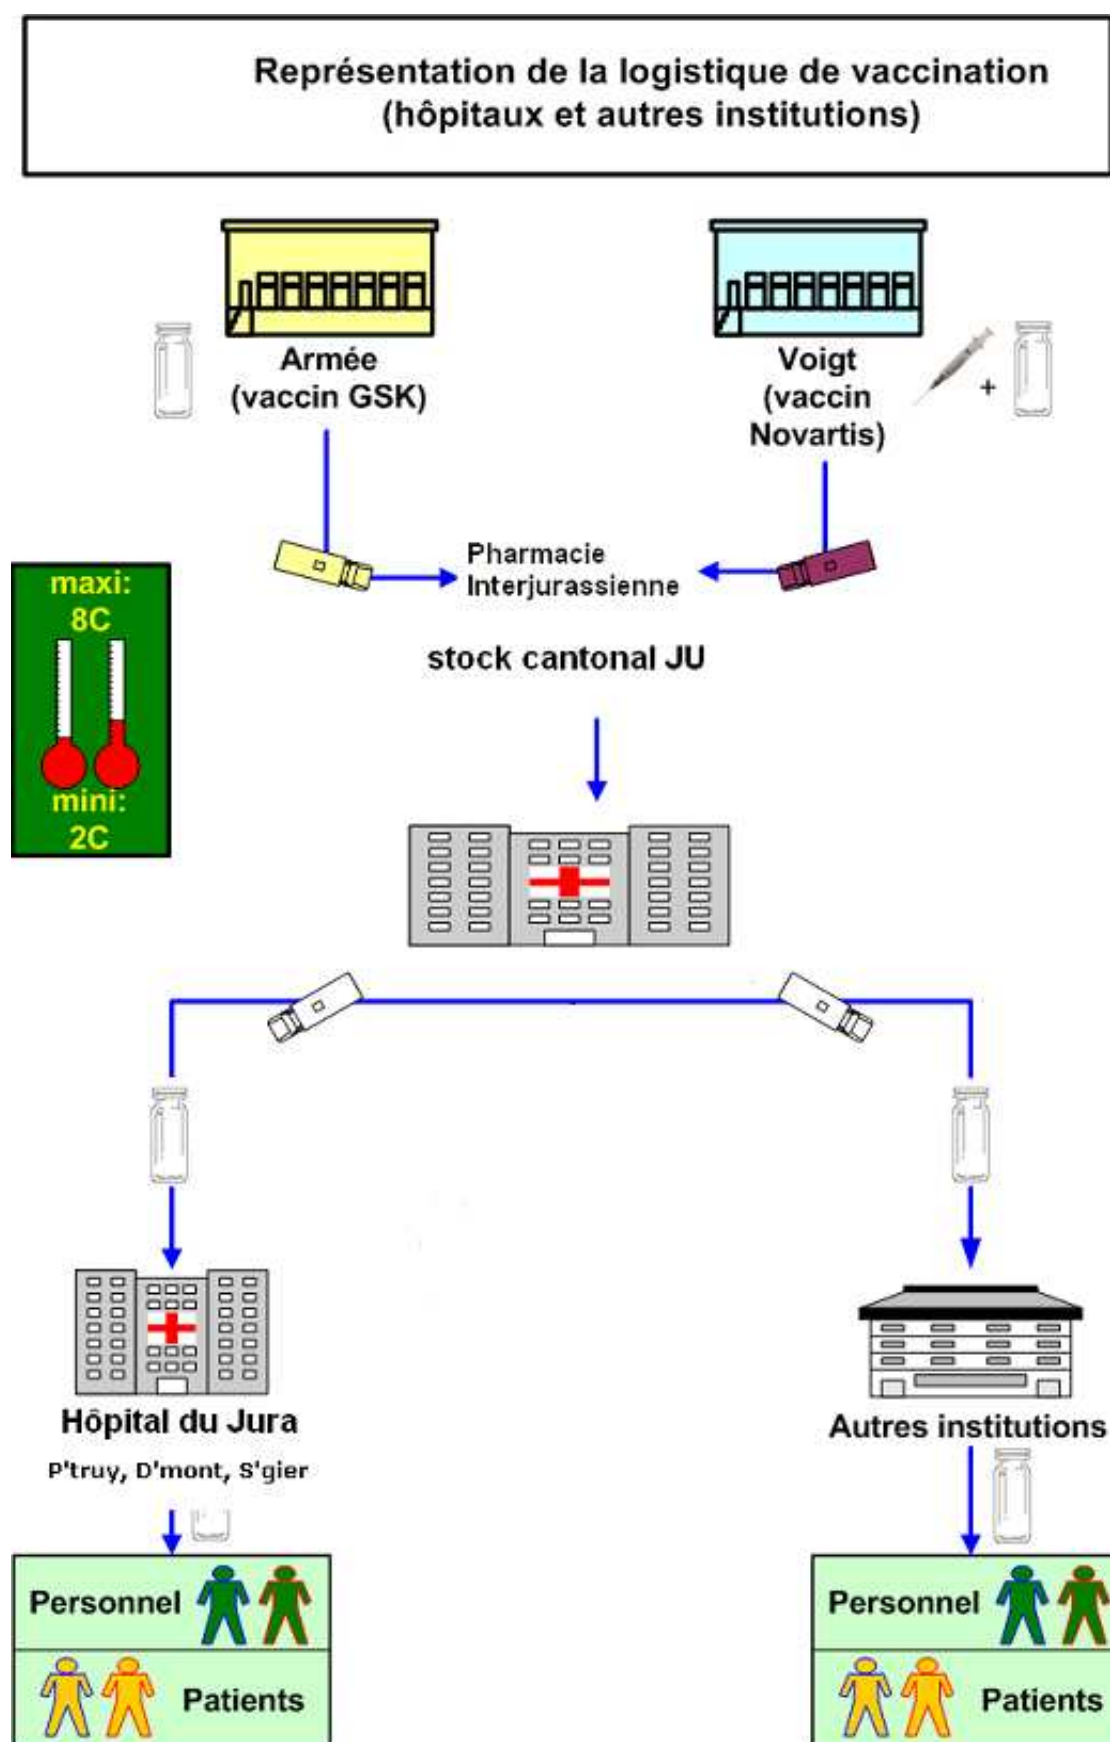 Représentation de la logistique de vaccination
(hôpitaux et autres institutions)
Armée
(vaccin GSK)
Voigt
(vaccin
Novartis)
+
Pharmacie
Interjurassienne
maxi:
8C
mini:
2C
stock cantonal JU
Hôpital du Jura
P'truy, D'mont, S'gier
Autres institutions
Personnel
Patients
Personnel
Patients